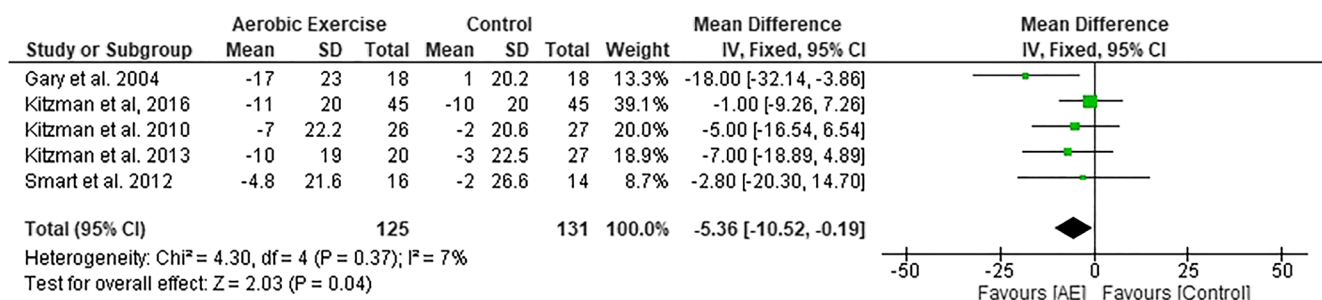 Aerobic Exercise Control Mean Difference Mean Difference
Study or Subgroup Mean SD Total Mean SD Total Weight IV, Fixed, 95% CI IV, Fixed, 95% CI
Gary et al. 2004 -17 23 18 1 20.2 18 13.3% -18.00 [-32.14, -3.86]
Kitzman et al, 2016 -11 20 45 -10 20 45 39.1% -1.00 [-9.26, 7.26]
Kitzman et al. 2010 -7 22.2 26 -2 20.6 27 20.0% -5.00 [-16.54, 6.54]
Kitzman et al. 2013 -10 19 20 -3 22.5 27 18.9% -7.00 [-18.89, 4.89]
Smart et al. 2012 -4.8 21.6 16 -2 26.6 14 8.7% -2.80 [-20.30, 14.70]
Total (95% CI) 125 131 100.0% -5.36 [-10.52, -0.19]
Heterogeneity: Chi² = 4.30, df = 4 (P = 0.37); I² = 7%
Test for overall effect: Z = 2.03 (P = 0.04)
-50 -25 0 25 50
Favours [AE] Favours [Control]